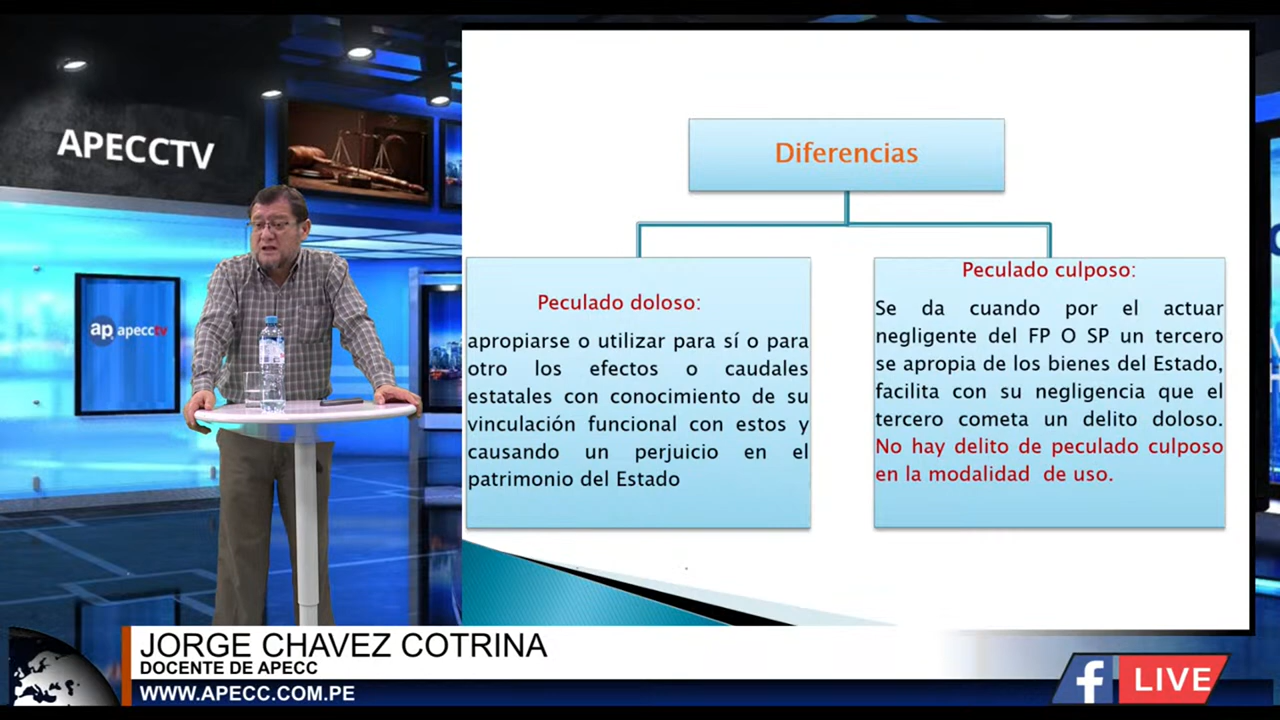 APECCTV
ap apecctv
Diferencias
Peculado doloso:
apropiarse o utilizar para sí o para
otro los efectos o caudales
estatales con conocimiento de su
vinculación funcional con estos y
causando un perjuicio en el
patrimonio del Estado
Peculado culposo:
Se da cuando por el actuar
negligente del FP O SP un tercero
se apropia de los bienes del Estado,
facilita con su negligencia que el
tercero cometa un delito doloso.
No hay delito de peculado culposo
en la modalidad de uso.
JORGE CHAVEZ COTRINA
DOCENTE DE APECC
WWW.APECC.COM.PE
f LIVE